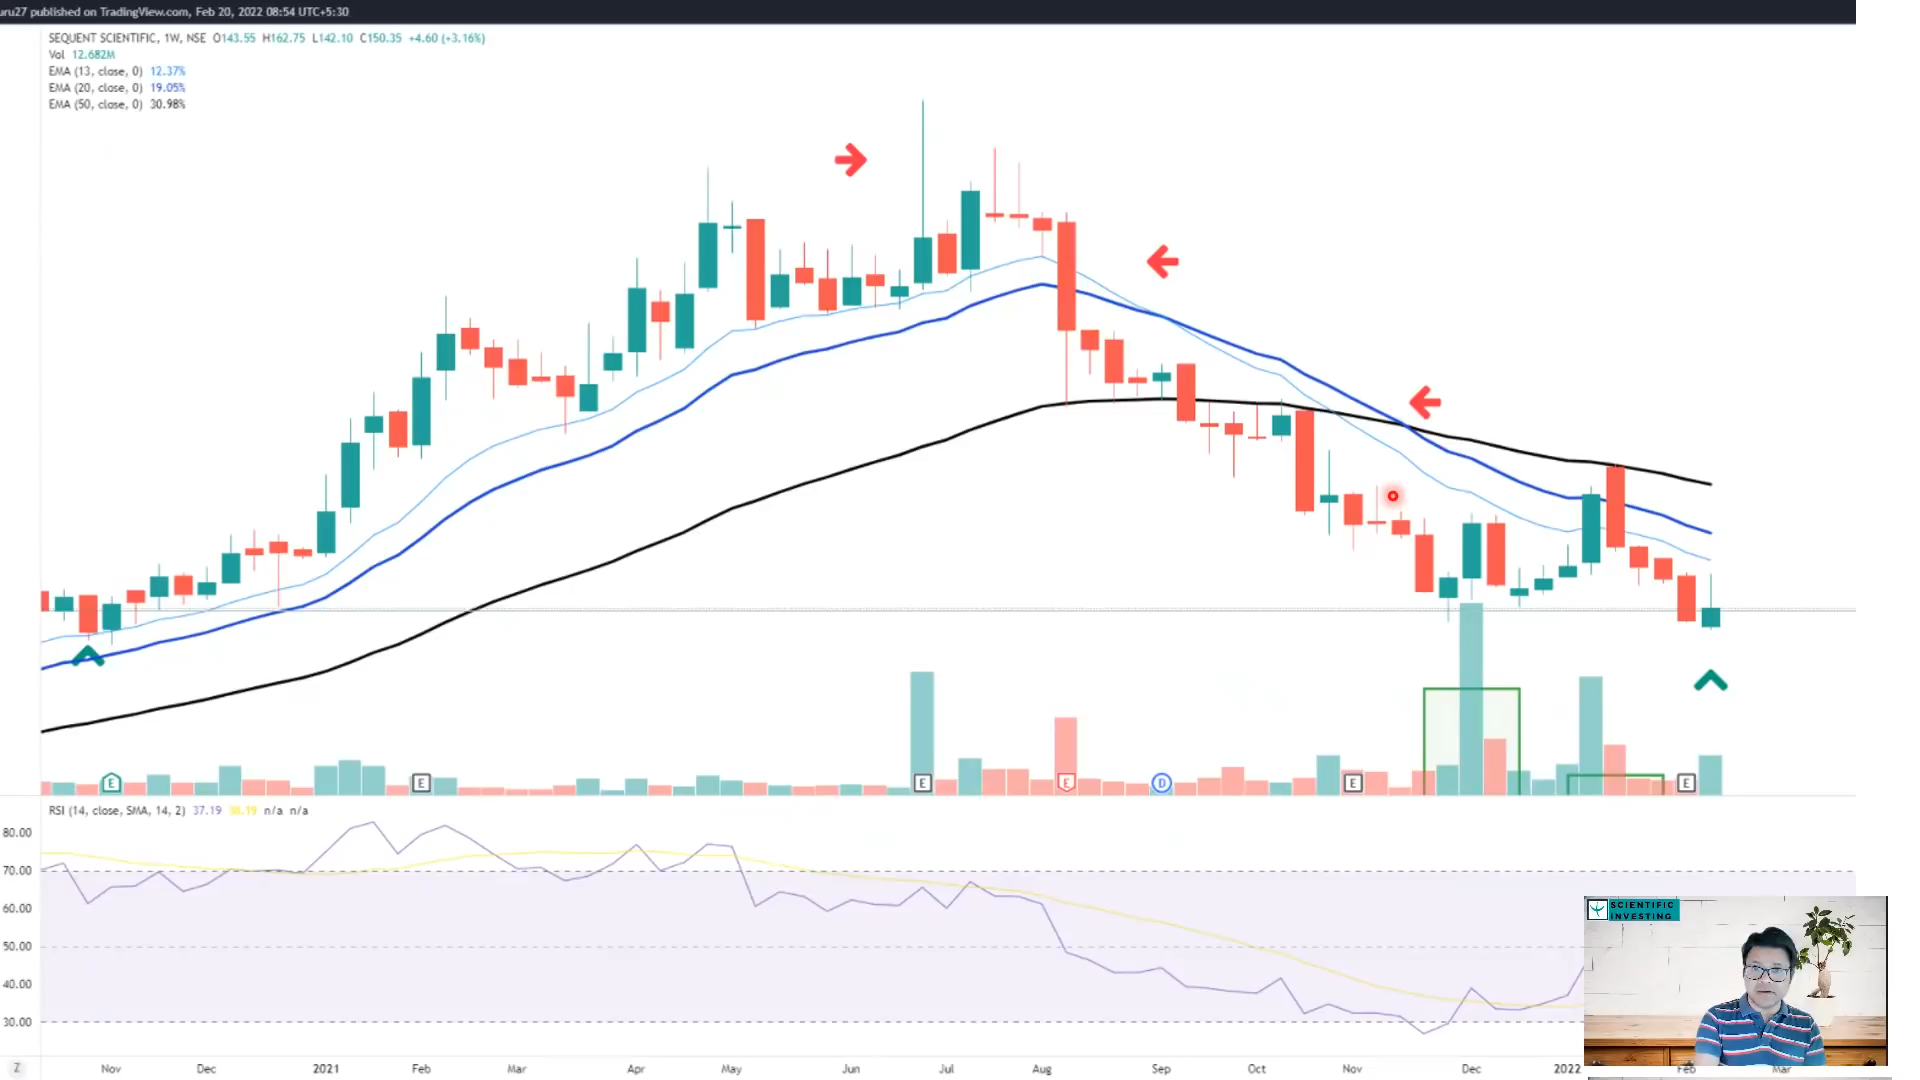 uru27 published on TradingView.com, Feb 20, 2022 08:54 UTC+5:30
SEQUENT SCIENTIFIC, 1W, NSE O143.55 H162.75 L142.10 C150.35 +4.60 (+3.16%)
Vol 12.682M
EMA (13, close, 0) 12.37%
EMA (20, close, 0) 19.05%
EMA (50, close, 0) 30.98%
E E E E D E E
RSI (14, close, SMA, 14, 2) 37.19 38.19 n/a n/a
80.00
70.00
60.00
50.00
40.00
30.00
SCIENTIFIC
INVESTING
Z Nov Dec 2021 Feb Mar Apr May Jun Jul Aug Sep Oct Nov Dec 2022 Feb Mar